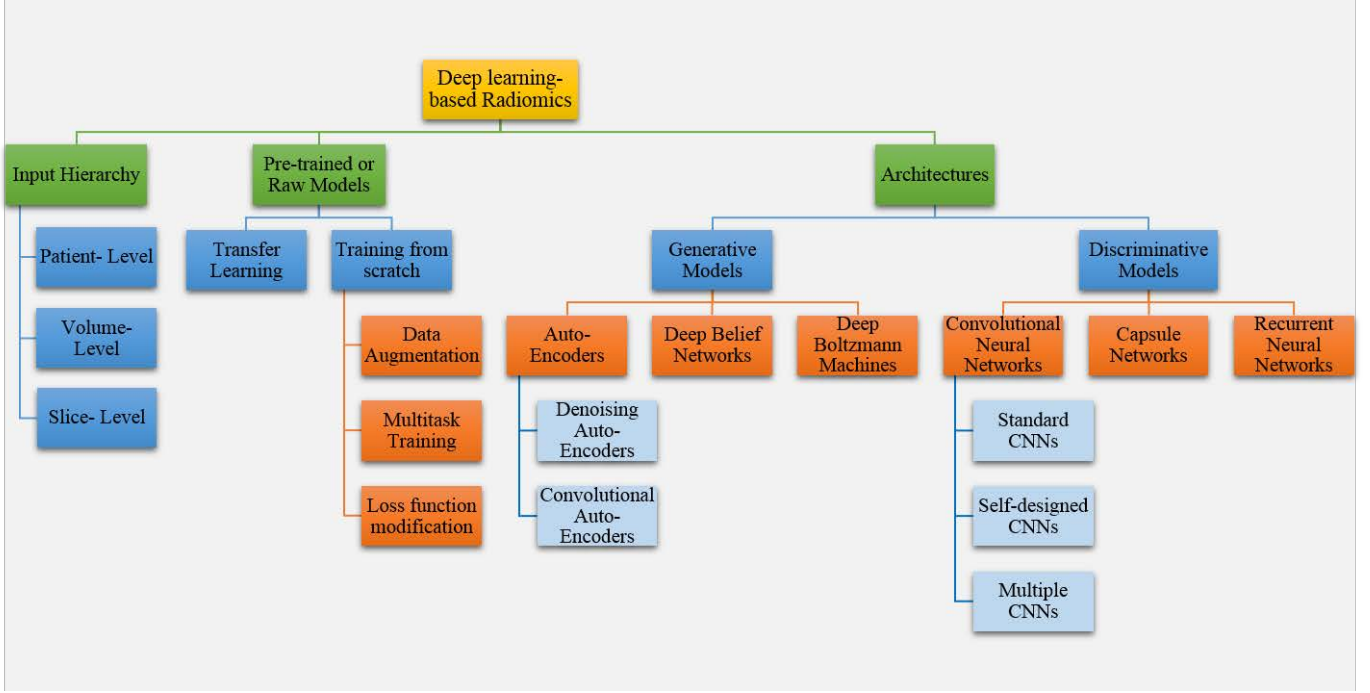 Deep learning-
based Radiomics
Input Hierarchy
Pre-trained or
Raw Models
Architectures
Patient- Level
Volume-
Level
Slice- Level
Transfer
Learning
Training from
scratch
Data
Augmentation
Multitask
Training
Loss function
modification
Generative
Models
Discriminative
Models
Auto-
Encoders
Deep Belief
Networks
Deep
Boltzmann
Machines
Denoising
Auto-
Encoders
Convolutional
Auto-
Encoders
Convolutional
Neural
Networks
Capsule
Networks
Recurrent
Neural
Networks
Standard
CNNs
Self-designed
CNNs
Multiple
CNNs